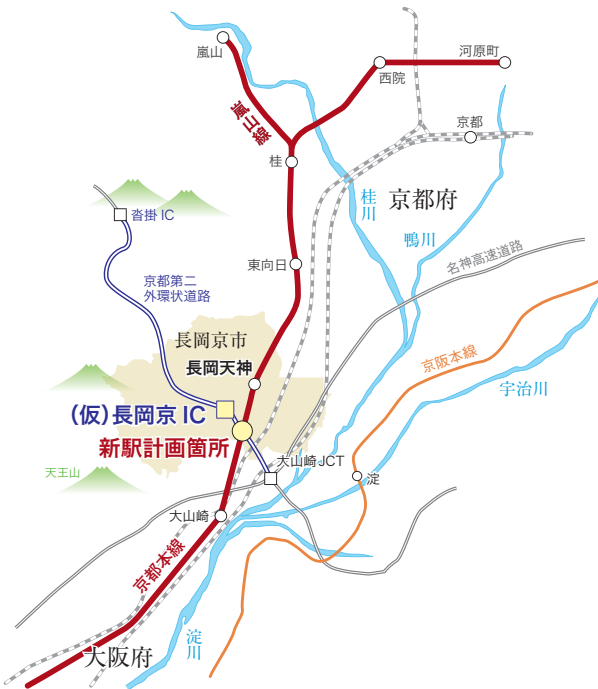 嵐山
河原町
西院
嵐山線
京都
桂
桂川
京都府
沓掛 IC
鴨川
名神高速道路
東向日
京都第二
外環状道路
長岡京市
長岡天神
京阪本線
宇治川
(仮)長岡京 IC
新駅計画箇所
大山崎 JCT
天王山
淀
大山崎
京都本線
淀川
大阪府